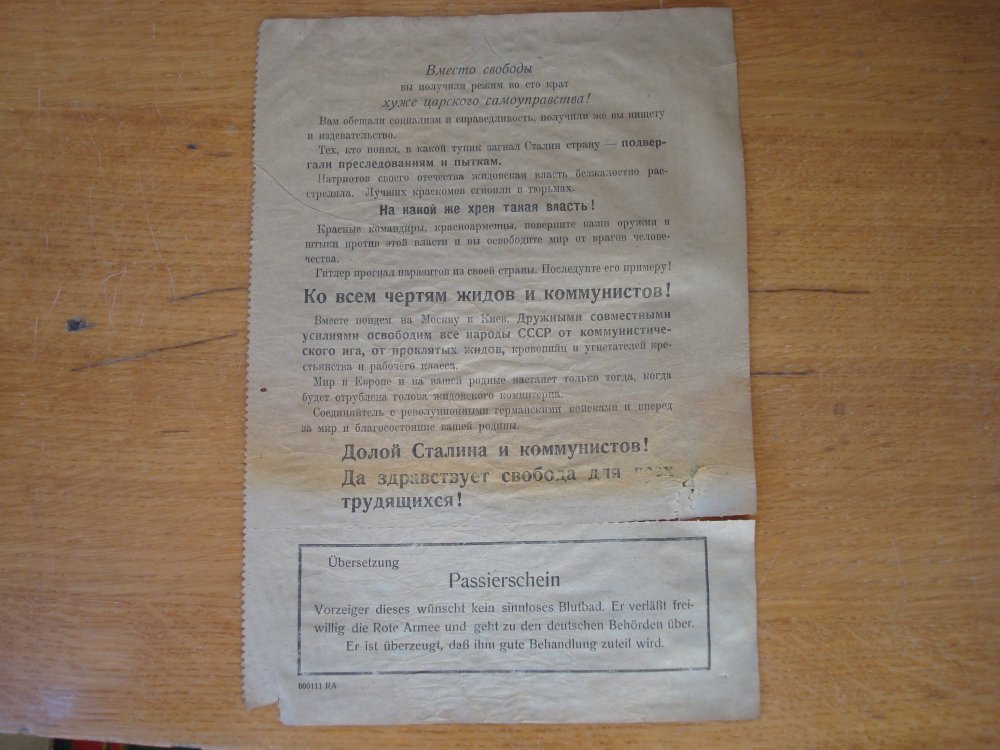 Вместо свободы
вы получили режим во сто крат
хуже царского самоуправства!
Вам обещали социализм и справедливость, получили же вы нищету
и издевательство.
Тех, кто понял, в какой тупик загнал Сталин страну — подвер-
гали преследованиям и пыткам.
Патриотов своего отечества жидовская власть безжалостно рас-
стреляла. Лучших краскомов сгноили в тюрьмах.
На какой же хрен такая власть!
Красные командиры, красноармейцы, поверните ваши оружия и
штыки против этой власти и вы освободите мир от врагов челове-
чества.
Гитлер прогнал паразитов из своей страны. Последуйте его примеру!
Ко всем чертям жидов и коммунистов!
Вместе пойдем на Москву и Киев. Дружными совместными
усилиями освободим все народы СССР от коммунистиче-
ского ига, от проклятых жидов, кровопийц и угнетателей кре-
стьянства и рабочего класса.
Мир в Европе и на вашей родине настанет только тогда, когда
будет отрублена голова жидовского коминтерна.
Соединяйтесь с революционными германскими войсками и вперед
за мир и благосостояние вашей родины.
Долой Сталина и коммунистов!
Да здравствует свобода для всех
трудящихся!
Übersetzung
Passierschein
Vorzeiger dieses wünscht kein sinnloses Blutbad. Er verläßt frei-
willig die Rote Armee und geht zu den deutschen Behörden über.
Er ist überzeugt, daß ihm gute Behandlung zuteil wird.
000111 RA